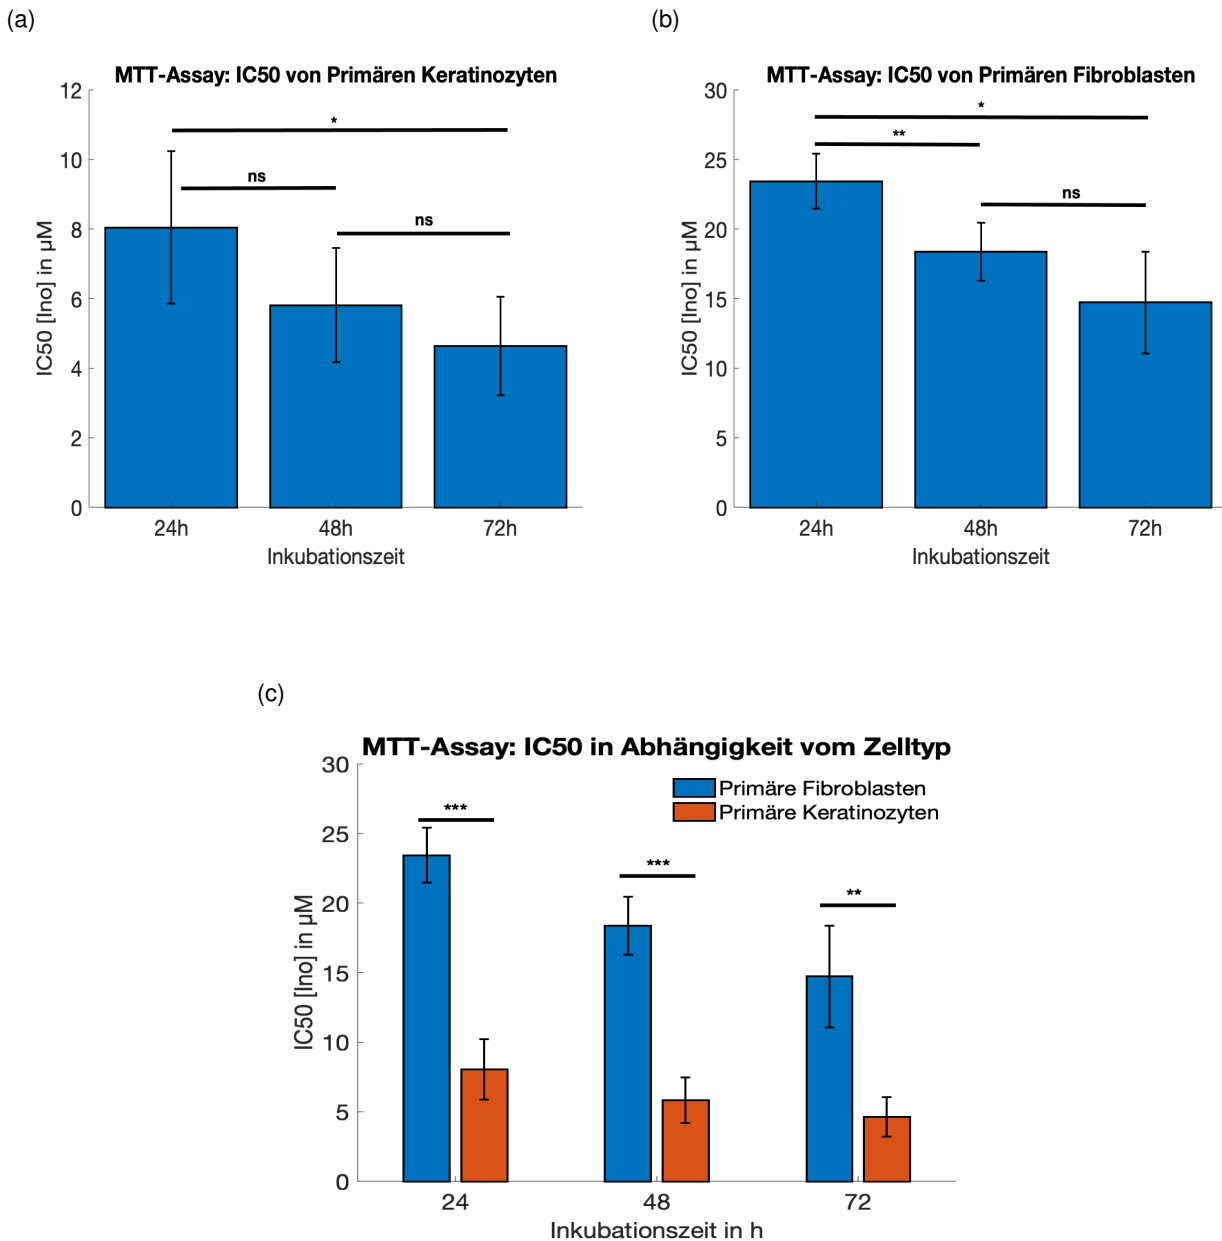 (a)
MTT-Assay: IC50 von Primären Keratinozyten
12
10
8
6
4
2
0
IC50 [Ino] in µM
*
ns
ns
24h
48h
72h
Inkubationszeit
(b)
MTT-Assay: IC50 von Primären Fibroblasten
30
25
20
15
10
5
0
IC50 [Ino] in µM
*
**
ns
24h
48h
72h
Inkubationszeit
(c)
MTT-Assay: IC50 in Abhängigkeit vom Zelltyp
30
25
20
15
10
5
0
IC50 [Ino] in µM
Primäre Fibroblasten
Primäre Keratinozyten
***
***
**
24
48
72
Inkubationszeit in h